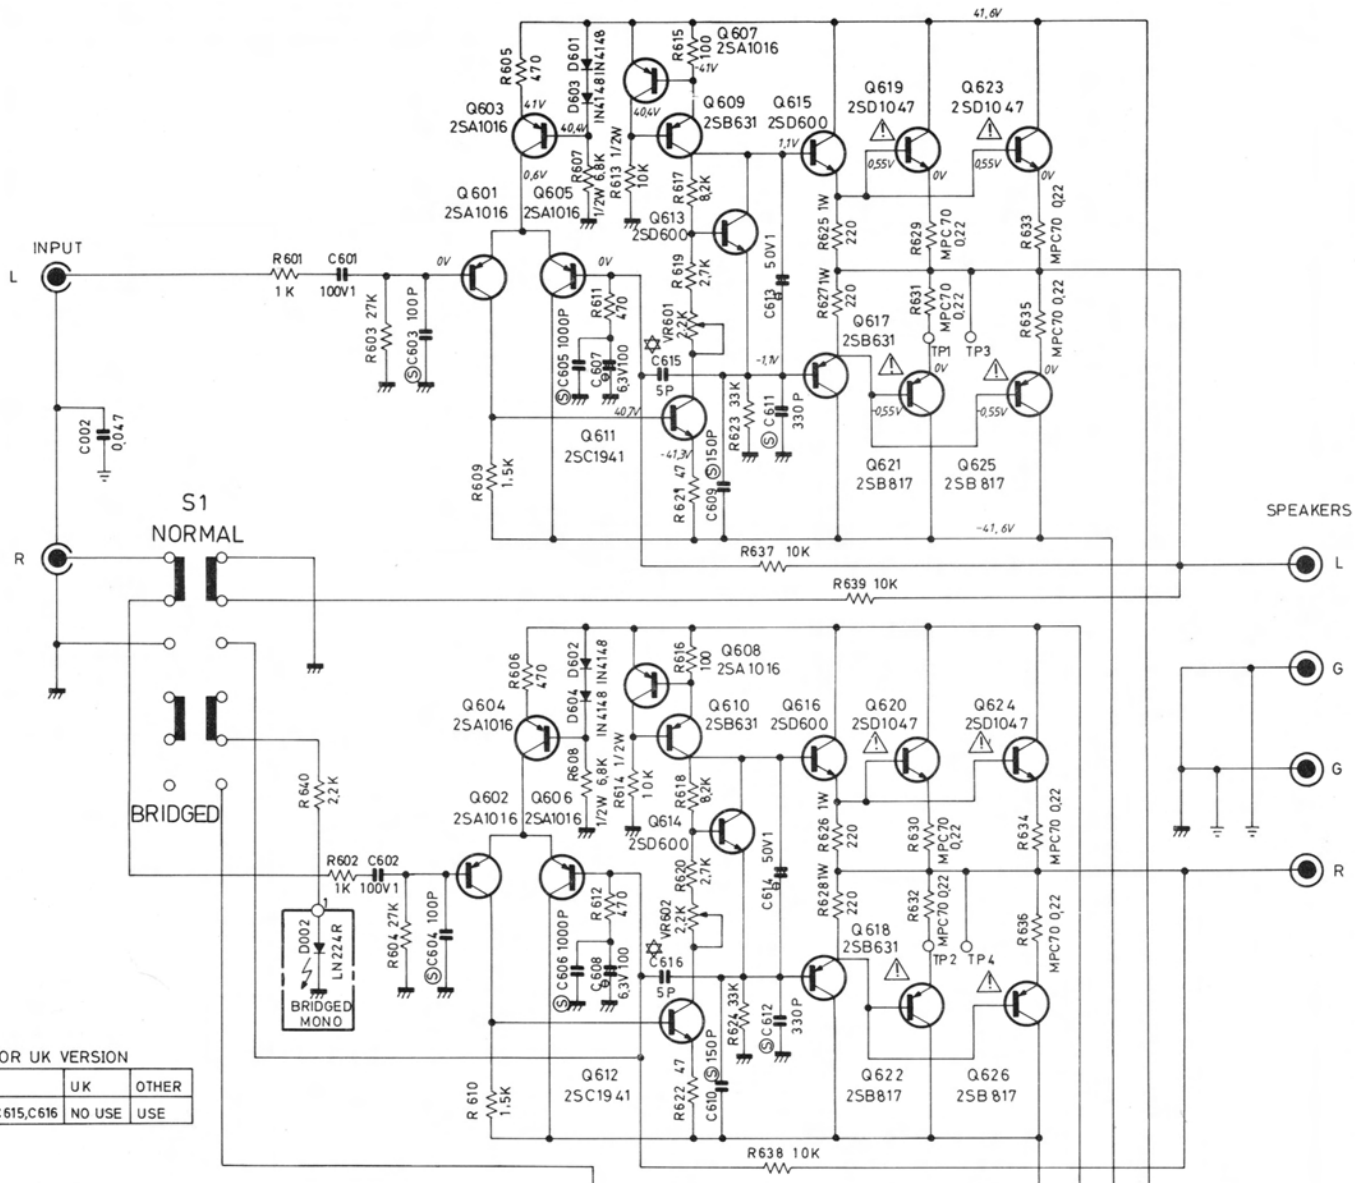 41,6V
R605 470
D603 D601
IN4148 IN4148
R615 100
-41V
Q607
2SA1016
Q603
2SA1016
41V
40,4V
0,6V
40,4V
Q609
2SB631
Q615
2SD600
1,1V
Q619
2SD1047
0,55V
0V
Q623
2SD1047
0,55V
0V
R607
1/2W 6,8K
R613 1/2W
10K
R617 8,2K
Q601
2SA1016
Q605
2SA1016
Q613
2SD600
R625 1W
220
R629
MPC70
0,22
R633
MPC70 0,22
INPUT
L
R601
1K
C601
100V1
0V
0V
R611
470
R619
2,7K
50V1
C613
R627 1W
220
R631
MPC70
0,22
R635
MPC70 0,22
R603 27K
S C603 100P
S C605 1000P
C607
6,3V100
VR601
2,2K
C615
5P
-1,1V
Q617
2SB631
TP1
TP3
0V
0V
-0,55V
-0,55V
C002
0,047
40,7V
Q611
2SC1941
-41,3V
R621 47
S 150P
C609
R623 33K
S C611
330P
Q621
2SB817
Q625
2SB817
R609
1,5K
-41,6V
S1
NORMAL
R
SPEAKERS
R637 10K
L
R639 10K
R606
470
D604 D602
IN4148 IN4148
R616
100
Q608
2SA1016
G
Q604
2SA1016
Q610
2SB631
Q616
2SD600
Q620
2SD1047
Q624
2SD1047
R640
2,2K
R608
1/2W 6,8K
R614 1/2W
10K
R618
8,2K
G
BRIDGED
Q602
2SA1016
Q606
2SA1016
Q614
2SD600
R626 1W
220
R630
MPC70
0,22
R634
MPC70 0,22
R602
1K
C602
100V1
R612
470
R620
2,7K
50V1
C614
R628 1W
220
R632
MPC70 0,22
R636
MPC70 0,22
R
1
D002
LN224R
BRIDGED
MONO
R604 27K
S C604 100P
S C606 1000P
C608
6,3V100
VR602
2,2K
C616
5P
Q618
2SB631
TP2
TP4
R624 33K
S C612
330P
OR UK VERSION
UK OTHER
C615,C616 NO USE USE
R610
1,5K
Q612
2SC1941
R622 47
S 150P
C610
Q622
2SB817
Q626
2SB817
R638 10K